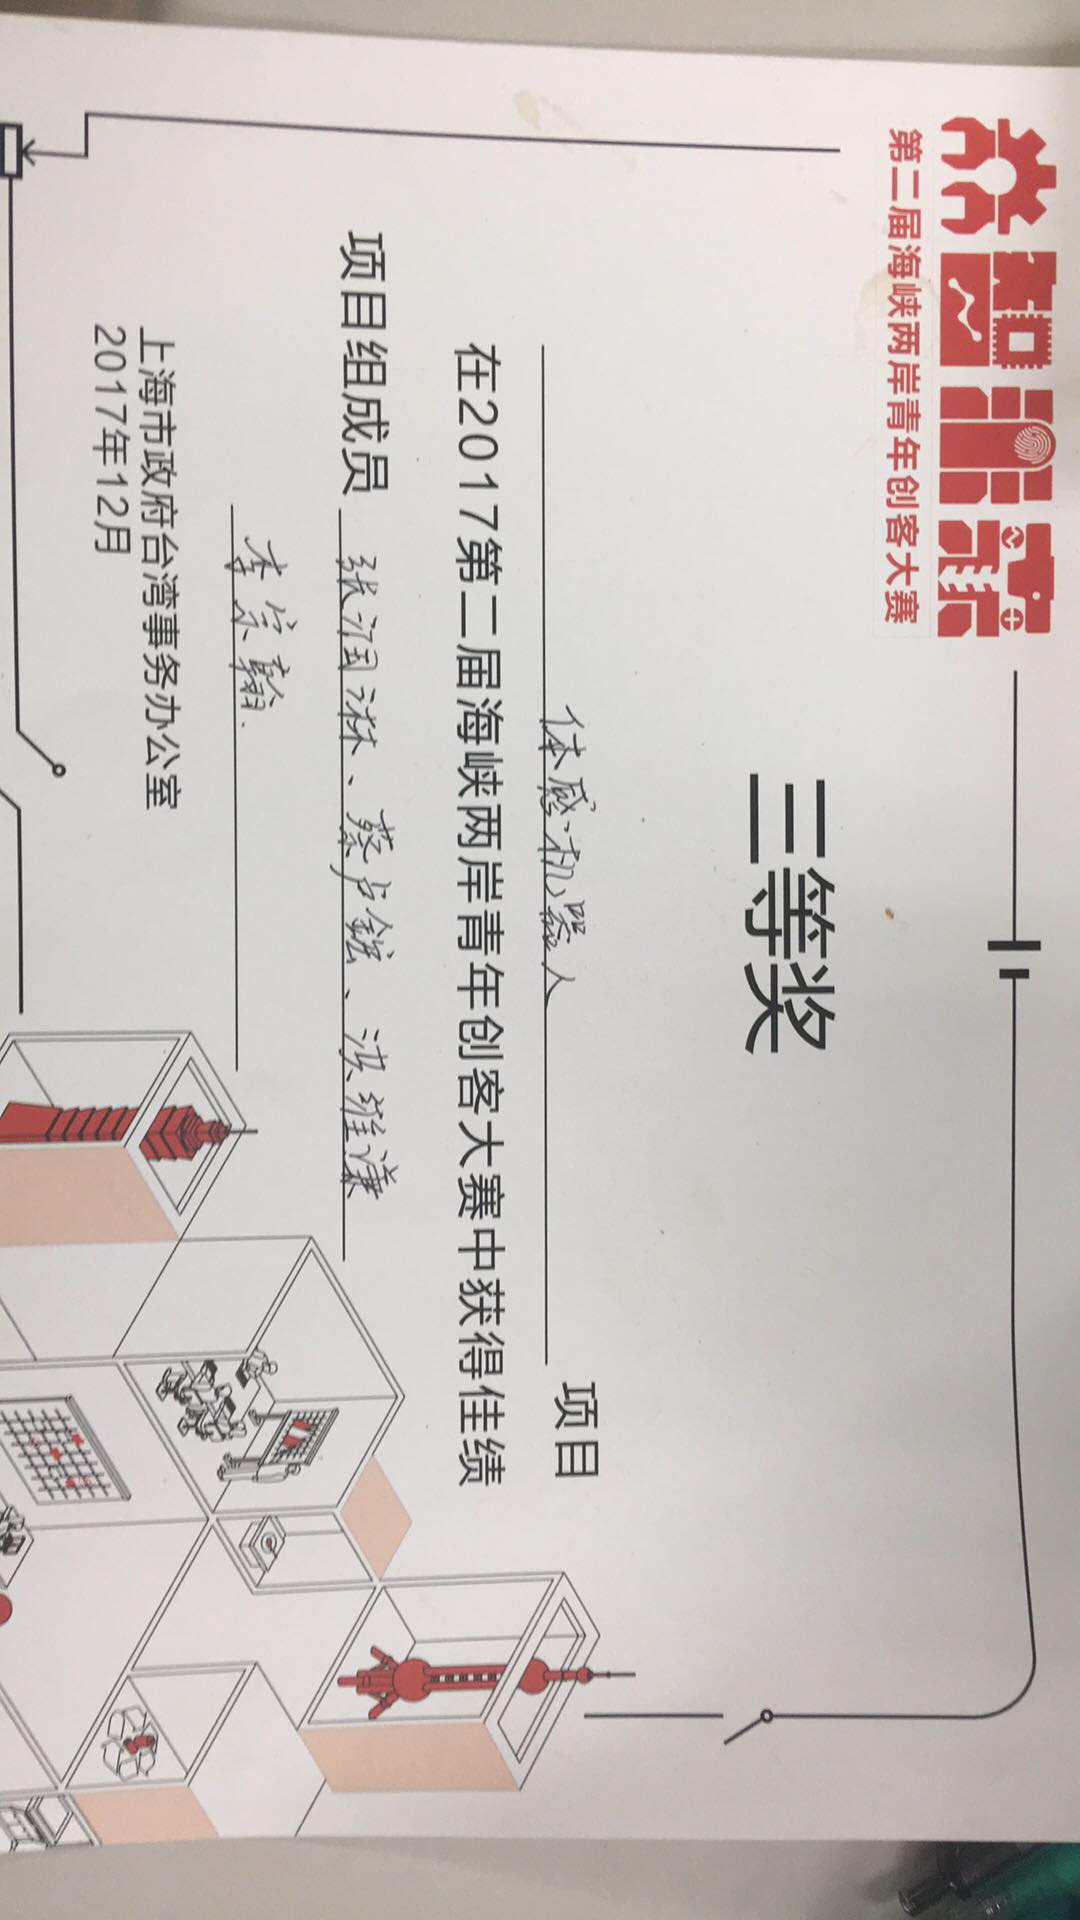 众智未来
第二届海峡两岸青年创客大赛
三等奖
体感机器人 项目
在2017第二届海峡两岸青年创客大赛中获得佳绩
项目组成员 张润淋、蔡卢鋐、洪维谦
李宗翰.
上海市政府台湾事务办公室
2017年12月